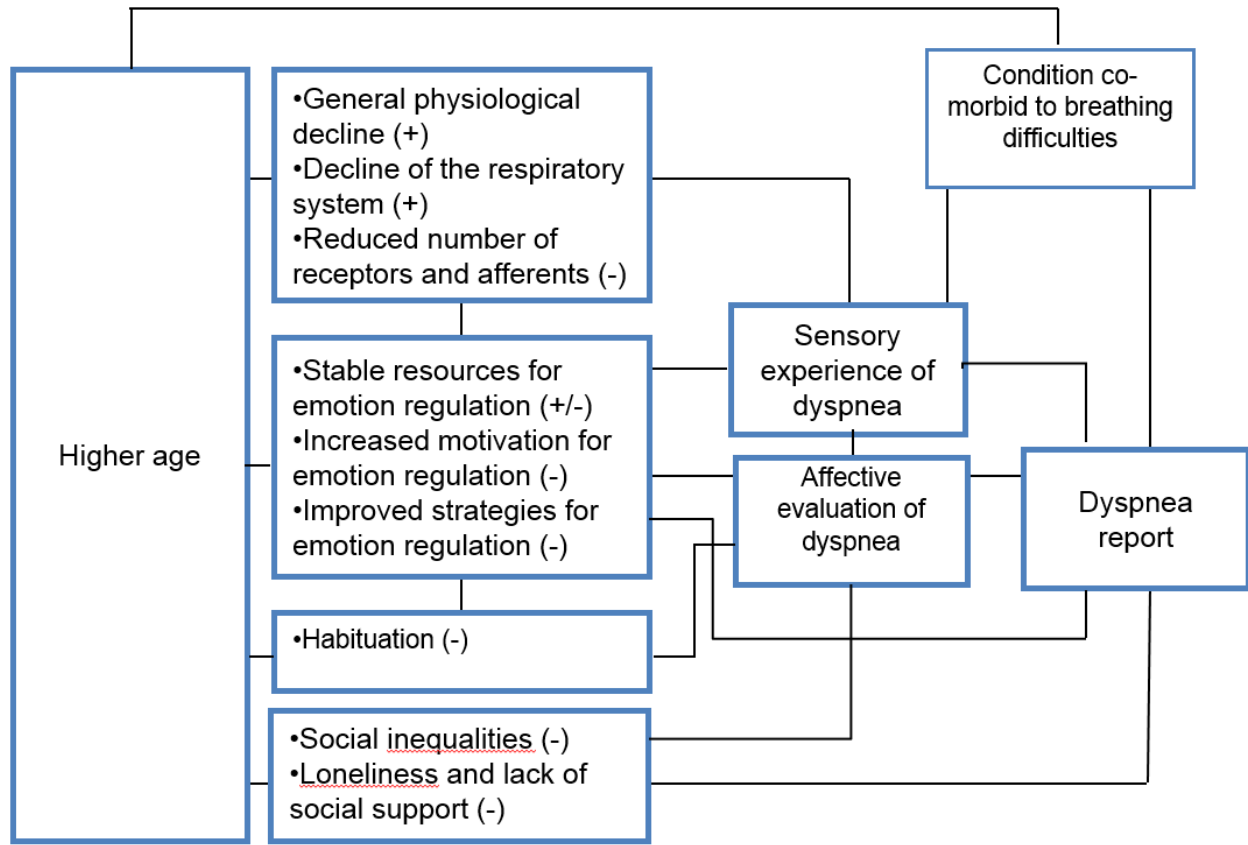 Higher age
•General physiological
decline (+)
•Decline of the respiratory
system (+)
•Reduced number of
receptors and afferents (-)
•Stable resources for
emotion regulation (+/-)
•Increased motivation for
emotion regulation (-)
•Improved strategies for
emotion regulation (-)
•Habituation (-)
•Social inequalities (-)
•Loneliness and lack of
social support (-)
Condition co-
morbid to breathing
difficulties
Sensory
experience of
dyspnea
Affective
evaluation of
dyspnea
Dyspnea
report